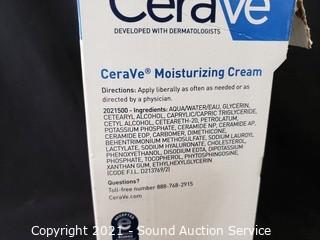 CeraVe
DEVELOPED WITH DERMATOLOGISTS
CeraVe® Moisturizing Cream
Directions: Apply liberally as often as needed or as
directed by a physician.
2021500 - Ingredients: AQUA/WATER/EAU, GLYCERIN,
CETEARYL ALCOHOL, CAPRYLIC/CAPRIC TRIGLYCERIDE,
CETYL ALCOHOL, CETEARETH-20, PETROLATUM,
POTASSIUM PHOSPHATE, CERAMIDE NP, CERAMIDE AP,
CERAMIDE EOP, CARBOMER, DIMETHICONE,
BEHENTRIMONIUM METHOSULFATE, SODIUM LAUROYL
LACTYLATE, SODIUM HYALURONATE, CHOLESTEROL,
PHENOXYETHANOL, DISODIUM EDTA, DIPOTASSIUM
PHOSPHATE, TOCOPHEROL, PHYTOSPHINGOSINE,
XANTHAN GUM, ETHYLHEXYLGLYCERIN
[CODE F.I.L. D213769/2]
Questions?
Toll-free number 888-768-2915
CeraVe.com
ACCEPTED
Copyright 2021 - Sound Auction Service